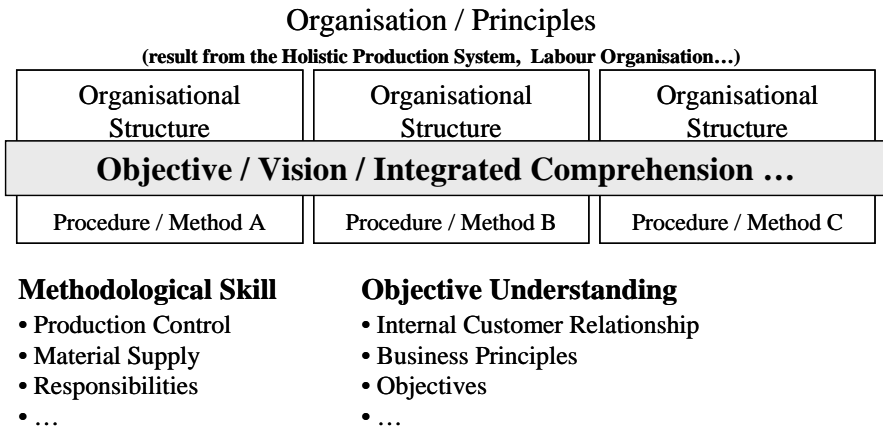 Organisation / Principles
(result from the Holistic Production System, Labour Organisation…)
Organisational Structure
Organisational Structure
Organisational Structure
Objective / Vision / Integrated Comprehension …
Procedure / Method A
Procedure / Method B
Procedure / Method C
Methodological Skill
• Production Control
• Material Supply
• Responsibilities
• …
Objective Understanding
• Internal Customer Relationship
• Business Principles
• Objectives
• …